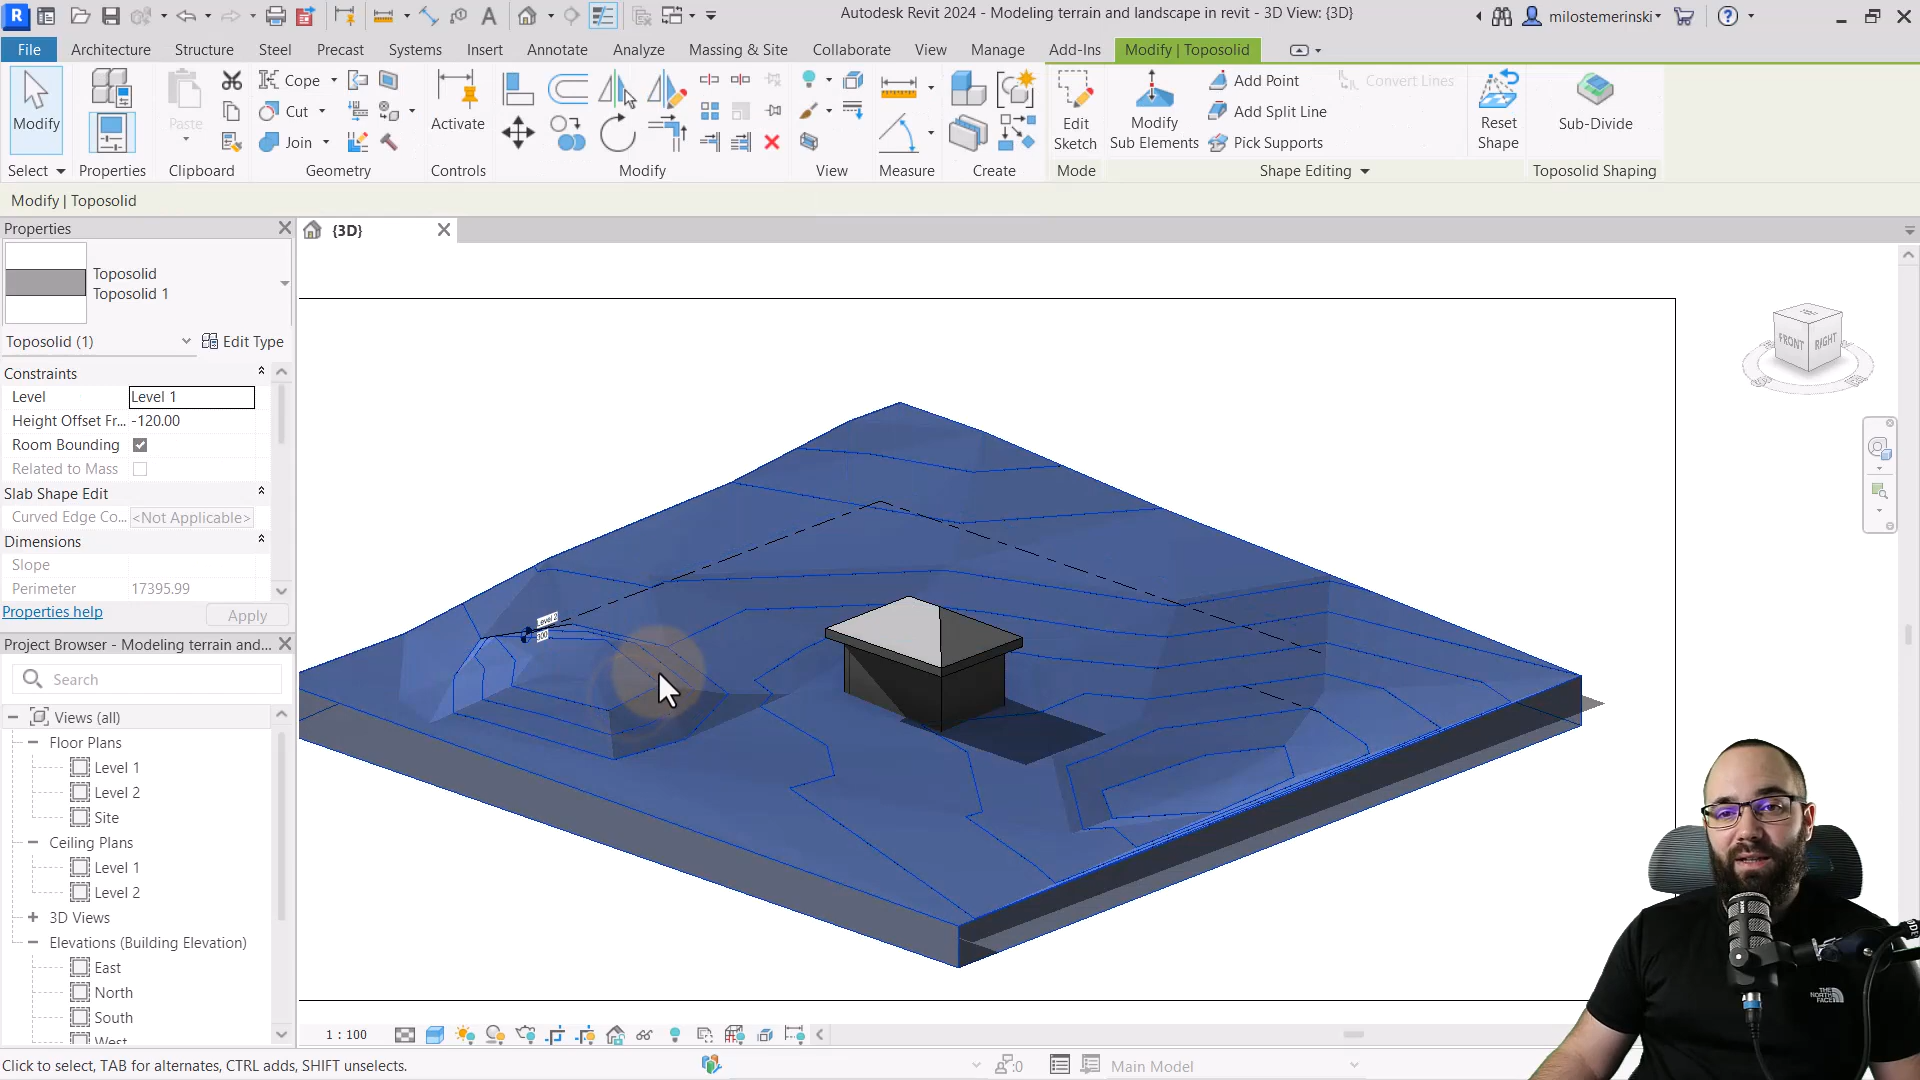 R
A
Autodesk Revit 2024 - Modeling terrain and landscape in revit - 3D View: {3D}
milostemerinski
File Architecture Structure Steel Precast Systems Insert Annotate Analyze Massing & Site Collaborate View Manage Add-Ins Modify | Toposolid
Cope Add Point Convert Lines
Modify Paste Cut Activate Edit Sketch Modify Sub Elements Add Split Line Reset Shape Sub-Divide
Join Pick Supports
Select Properties Clipboard Geometry Controls Modify View Measure Create Mode Shape Editing Toposolid Shaping
Modify | Toposolid
Properties
{3D}
Toposolid
Toposolid 1
Toposolid (1) Edit Type
Constraints
Level Level 1
Height Offset Fr... -120.00
Room Bounding
Related to Mass
Slab Shape Edit
Curved Edge Co... <Not Applicable>
Dimensions
Slope
Perimeter 17395.99
Properties help Apply
Project Browser - Modeling terrain and...
Search
Views (all)
Floor Plans
Level 1
Level 2
Site
Ceiling Plans
Level 1
Level 2
3D Views
Elevations (Building Elevation)
East
North
South
West
Level 2
300
FRONT RIGHT
THE
NORTH
FACE
1 : 100
Click to select, TAB for alternates, CTRL adds, SHIFT unselects.
:0
Main Model